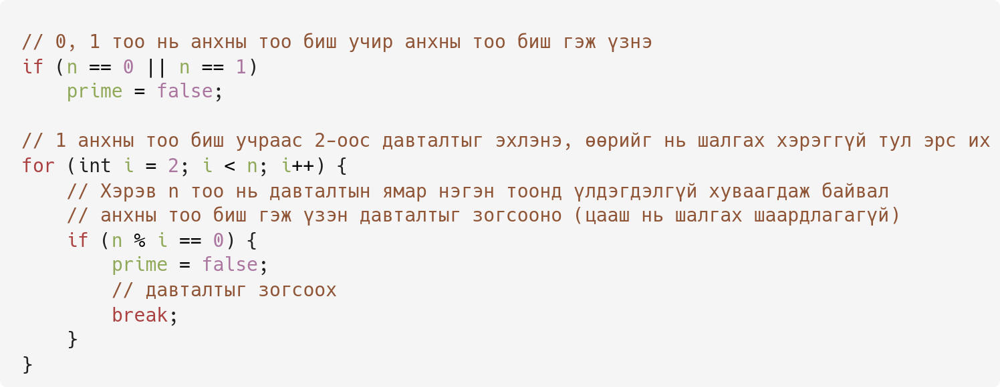 // 0, 1 тоо нь анхны тоо биш учир анхны тоо биш гэж үзнэ
if (n == 0 || n == 1)
    prime = false;

// 1 анхны тоо биш учраас 2-оос давталтыг эхлэнэ, өөрийг нь шалгах хэрэггүй тул эрс их
for (int i = 2; i < n; i++) {
    // Хэрэв n тоо нь давталтын ямар нэгэн тоонд үлдэгдэлгүй хуваагдаж байвал
    // анхны тоо биш гэж үзэн давталтыг зогсооно (цааш нь шалгах шаардлагагүй)
    if (n % i == 0) {
        prime = false;
        // давталтыг зогсоох
        break;
    }
}